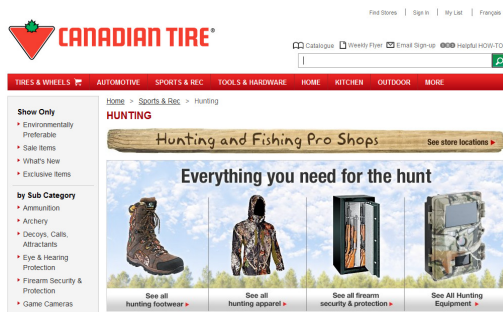 Find Stores | Sign in | My List | Français
CANADIAN TIRE®
Catalogue Weekly Flyer Email Sign-up Helpful HOW-TO
TIRES & WHEELS AUTOMOTIVE SPORTS & REC TOOLS & HARDWARE HOME KITCHEN OUTDOOR MORE
Home > Sports & Rec > Hunting
HUNTING
Show Only
Environmentally
Preferable
Sale Items
What's New
Exclusive Items
by Sub Category
Ammunition
Archery
Decoys, Calls,
Attractants
Eye & Hearing
Protection
Firearm Security &
Protection
Game Cameras
Hunting and Fishing Pro Shops
See store locations
Everything you need for the hunt
See all
hunting footwear
See all
hunting apparel
See all firearm
security & protection
See All Hunting
Equipment